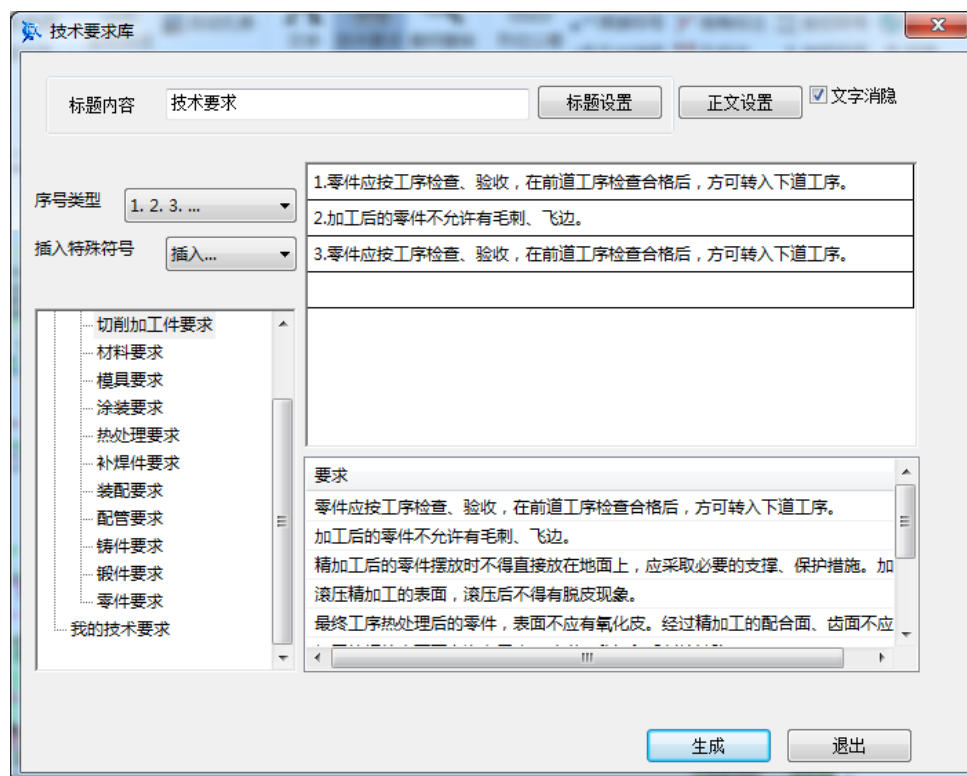 技术要求库
标题内容
技术要求
标题设置
正文设置
文字消隐
序号类型
1. 2. 3. ...
插入特殊符号
插入...
1.零件应按工序检查、验收，在前道工序检查合格后，方可转入下道工序。
2.加工后的零件不允许有毛刺、飞边。
3.零件应按工序检查、验收，在前道工序检查合格后，方可转入下道工序。
切削加工件要求
材料要求
模具要求
涂装要求
热处理要求
补焊件要求
装配要求
配管要求
铸件要求
锻件要求
零件要求
我的技术要求
要求
零件应按工序检查、验收，在前道工序检查合格后，方可转入下道工序。
加工后的零件不允许有毛刺、飞边。
精加工后的零件摆放时不得直接放在地面上，应采取必要的支撑、保护措施。加
滚压精加工的表面，滚压后不得有脱皮现象。
最终工序热处理后的零件，表面不应有氧化皮。经过精加工的配合面、齿面不应
生成
退出